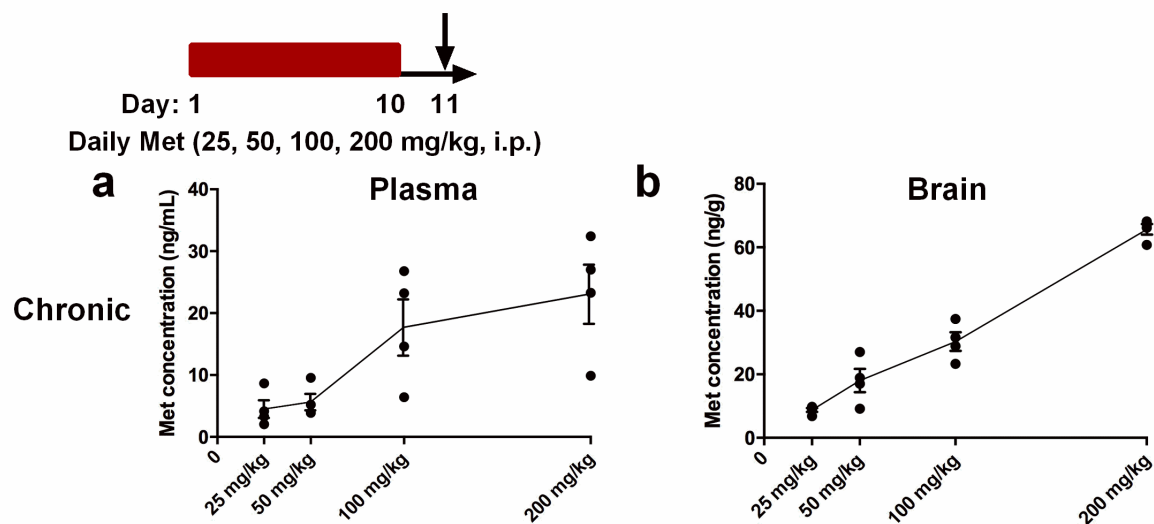 Day: 1 10 11
Daily Met (25, 50, 100, 200 mg/kg, i.p.)
Chronic
a
Plasma
Met concentration (ng/mL)
40
30
20
10
0
0
25 mg/kg
50 mg/kg
100 mg/kg
200 mg/kg
b
Brain
Met concentration (ng/g)
80
60
40
20
0
0
25 mg/kg
50 mg/kg
100 mg/kg
200 mg/kg